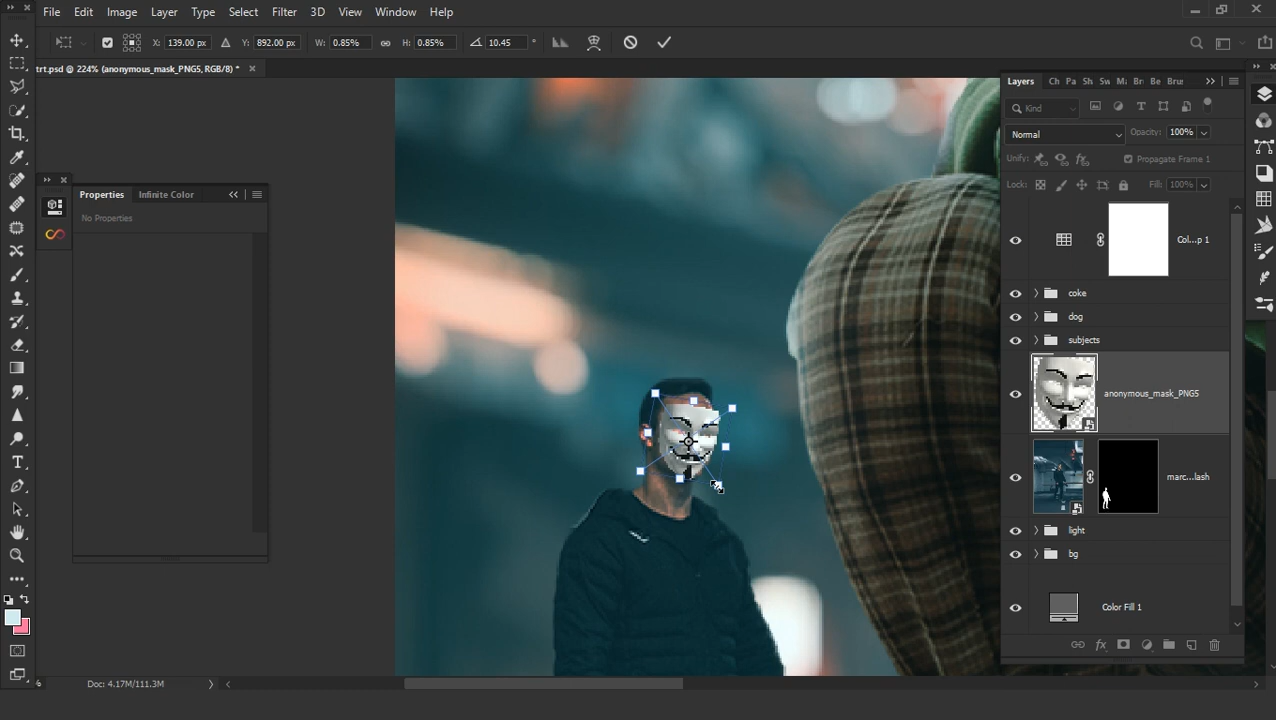 File Edit Image Layer Type Select Filter 3D View Window Help
X: 139.00 px Y: 892.00 px W: 0.85% H: 0.85% 10.45 °
trt.psd @ 224% (anonymous_mask_PNG5, RGB/8) *
Properties Infinite Color
No Properties
Layers Ch Pa Sh Sw Br Be Bru
Kind
Normal Opacity: 100%
Unify: Propagate Frame 1
Lock: Fill: 100%
Col...p 1
coke
dog
subjects
anonymous_mask_PNG5
marc...lash
light
bg
Color Fill 1
% Doc: 4.17M/111.3M